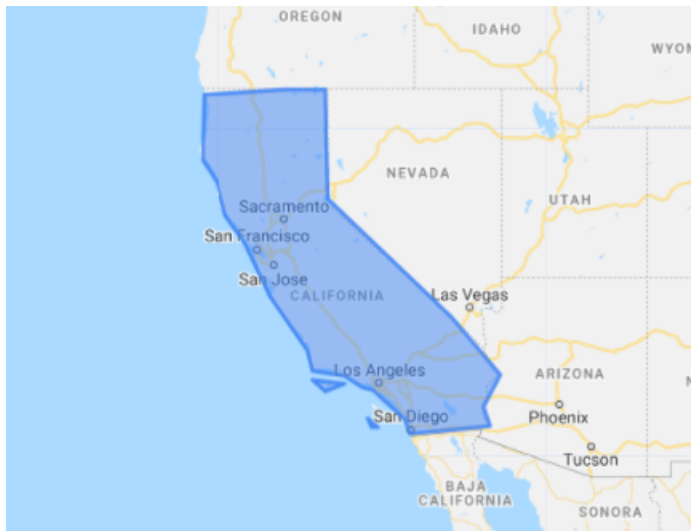 OREGON
IDAHO
WYOM
NEVADA
UTAH
Sacramento
San Francisco
San Jose
CALIFORNIA
Las Vegas
Los Angeles
ARIZONA
San Diego
Phoenix
Tucson
BAJA
CALIFORNIA
SONORA
N